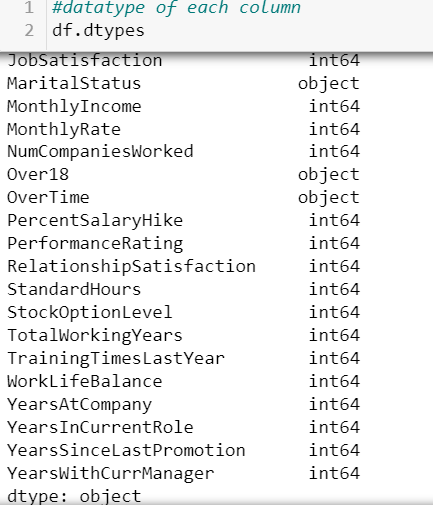 1 #datatype of each column
2 df.dtypes
JobSatisfaction int64
MaritalStatus object
MonthlyIncome int64
MonthlyRate int64
NumCompaniesWorked int64
Over18 object
OverTime object
PercentSalaryHike int64
PerformanceRating int64
RelationshipSatisfaction int64
StandardHours int64
StockOptionLevel int64
TotalWorkingYears int64
TrainingTimesLastYear int64
WorkLifeBalance int64
YearsAtCompany int64
YearsInCurrentRole int64
YearsSinceLastPromotion int64
YearsWithCurrManager int64
dtype: object